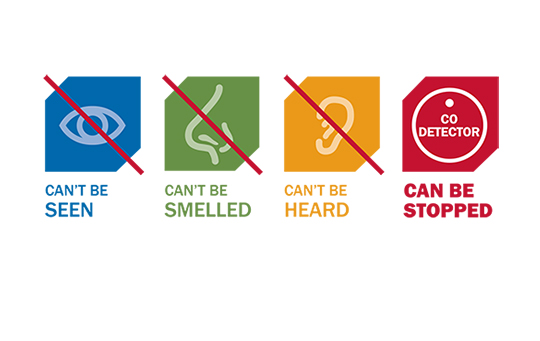 CO
DETECTOR
CAN'T BE
SEEN
CAN'T BE
SMELLED
CAN'T BE
HEARD
CAN BE
STOPPED